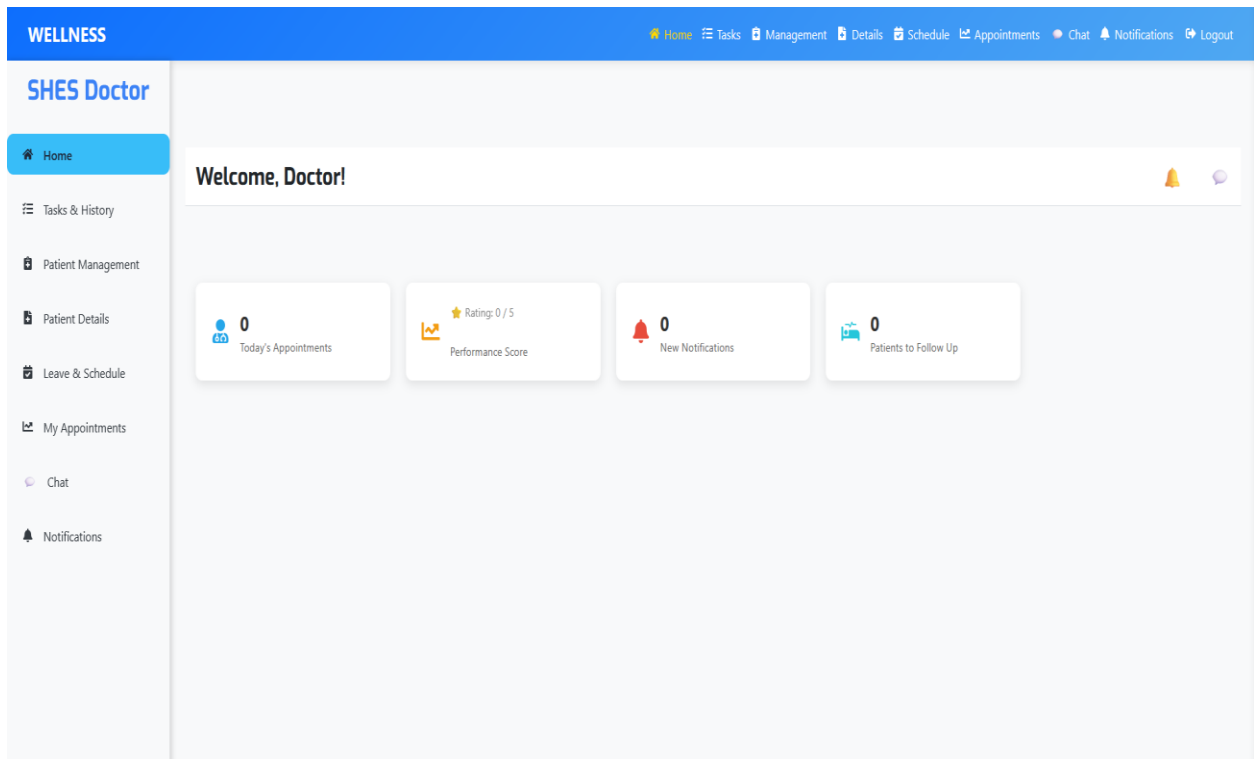 WELLNESS
Home Tasks Management Details Schedule Appointments Chat Notifications Logout
SHES Doctor
Home
Tasks & History
Patient Management
Patient Details
Leave & Schedule
My Appointments
Chat
Notifications
Welcome, Doctor!
0
Today's Appointments
Rating: 0 / 5
Performance Score
0
New Notifications
0
Patients to Follow Up